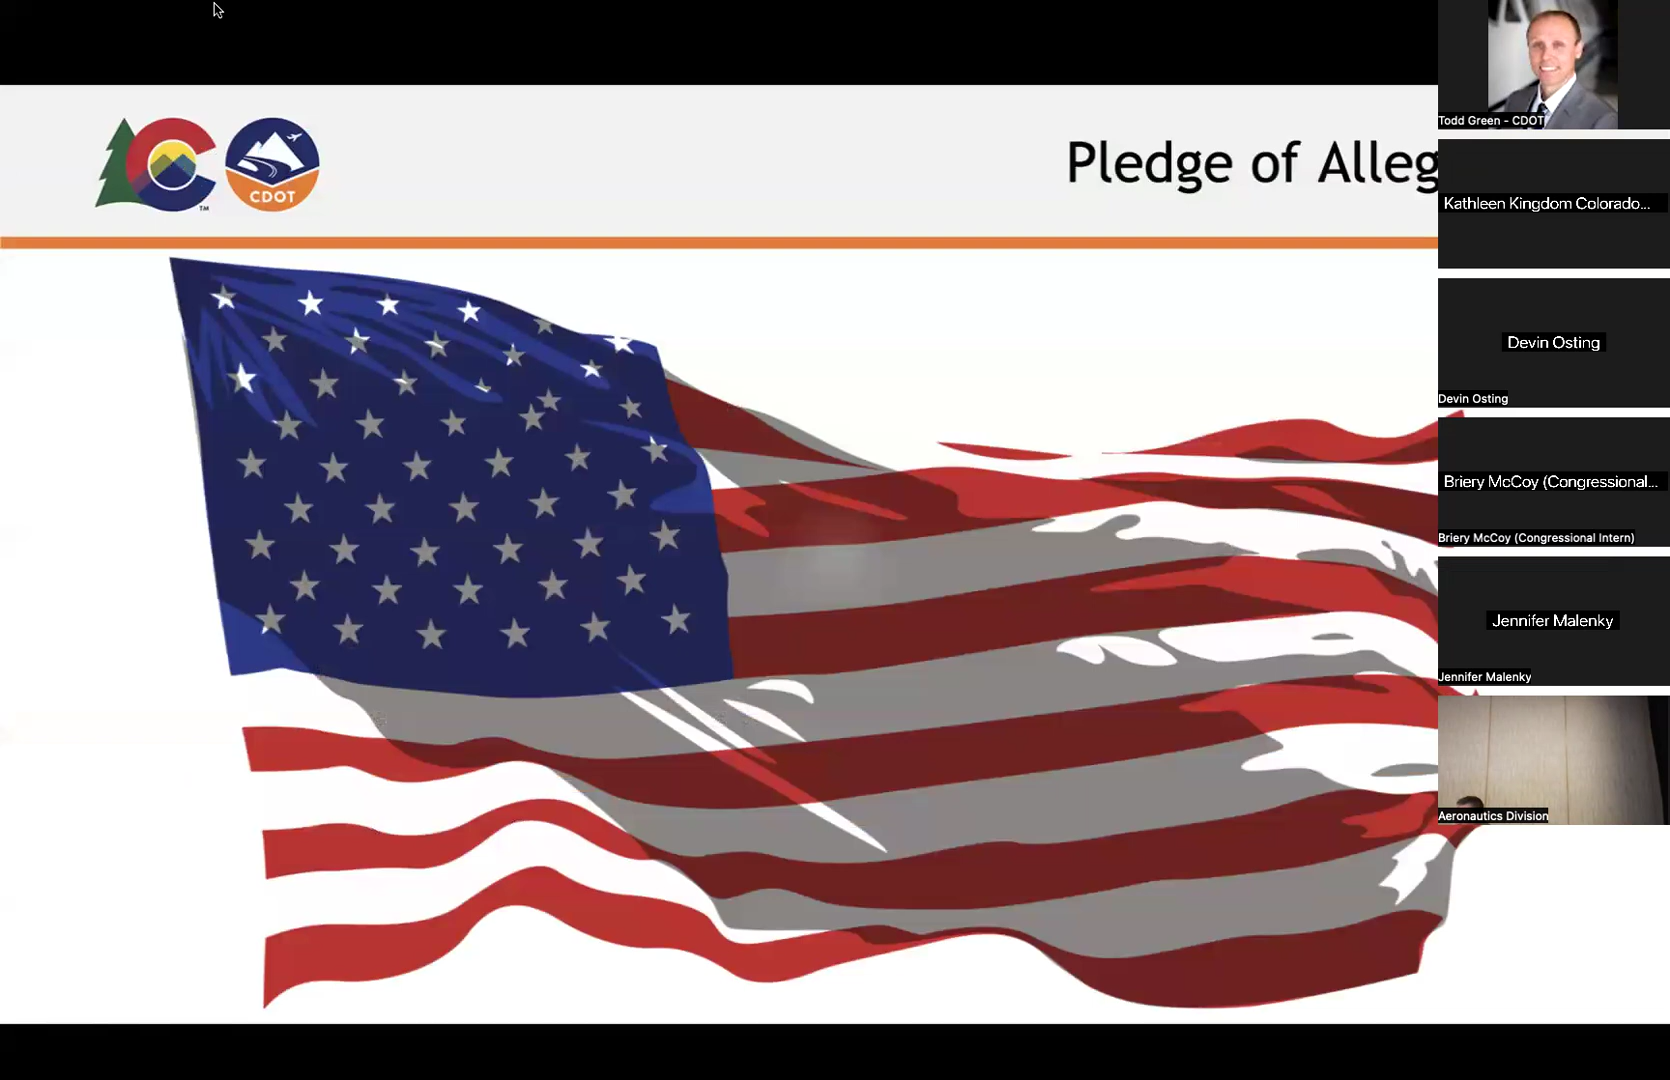 TM
CDOT
Pledge of Alleg
Todd Green - CDOT
Kathleen Kingdom Colorado...
Devin Osting
Devin Osting
Briery McCoy (Congressional...
Briery McCoy (Congressional Intern)
Jennifer Malenky
Jennifer Malenky
Aeronautics Division